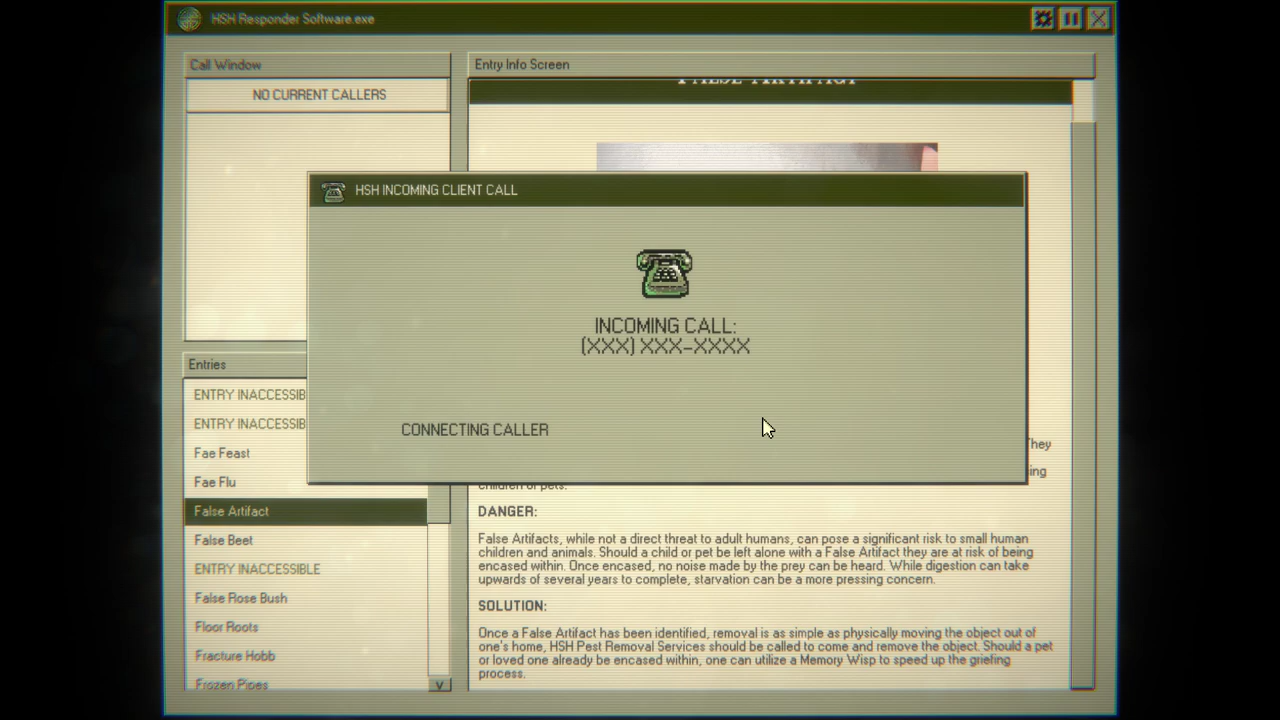 HSH Responder Software.exe
Call Window
NO CURRENT CALLERS
Entry Info Screen
FALSE ARTIFACT
HSH INCOMING CLIENT CALL
INCOMING CALL:
(XXX) XXX-XXXX
CONNECTING CALLER
Entries
ENTRY INACCESSIB
ENTRY INACCESSIB
Fae Feast
Fae Flu
False Artifact
False Beet
ENTRY INACCESSIBLE
False Rose Bush
Floor Roots
Fracture Hobb
Frozen Pipes
V
They
ing
children or pets.
DANGER:
False Artifacts, while not a direct threat to adult humans, can pose a significant risk to small human
children and animals. Should a child or pet be left alone with a False Artifact they are at risk of being
encased within. Once encased, no noise made by the prey can be heard. While digestion can take
upwards of several years to complete, starvation can be a more pressing concern.
SOLUTION:
Once a False Artifact has been identified, removal is as simple as physically moving the object out of
one's home, HSH Pest Removal Services should be called to come and remove the object. Should a pet
or loved one already be encased within, one can utilize a Memory Wisp to speed up the griefing
process.